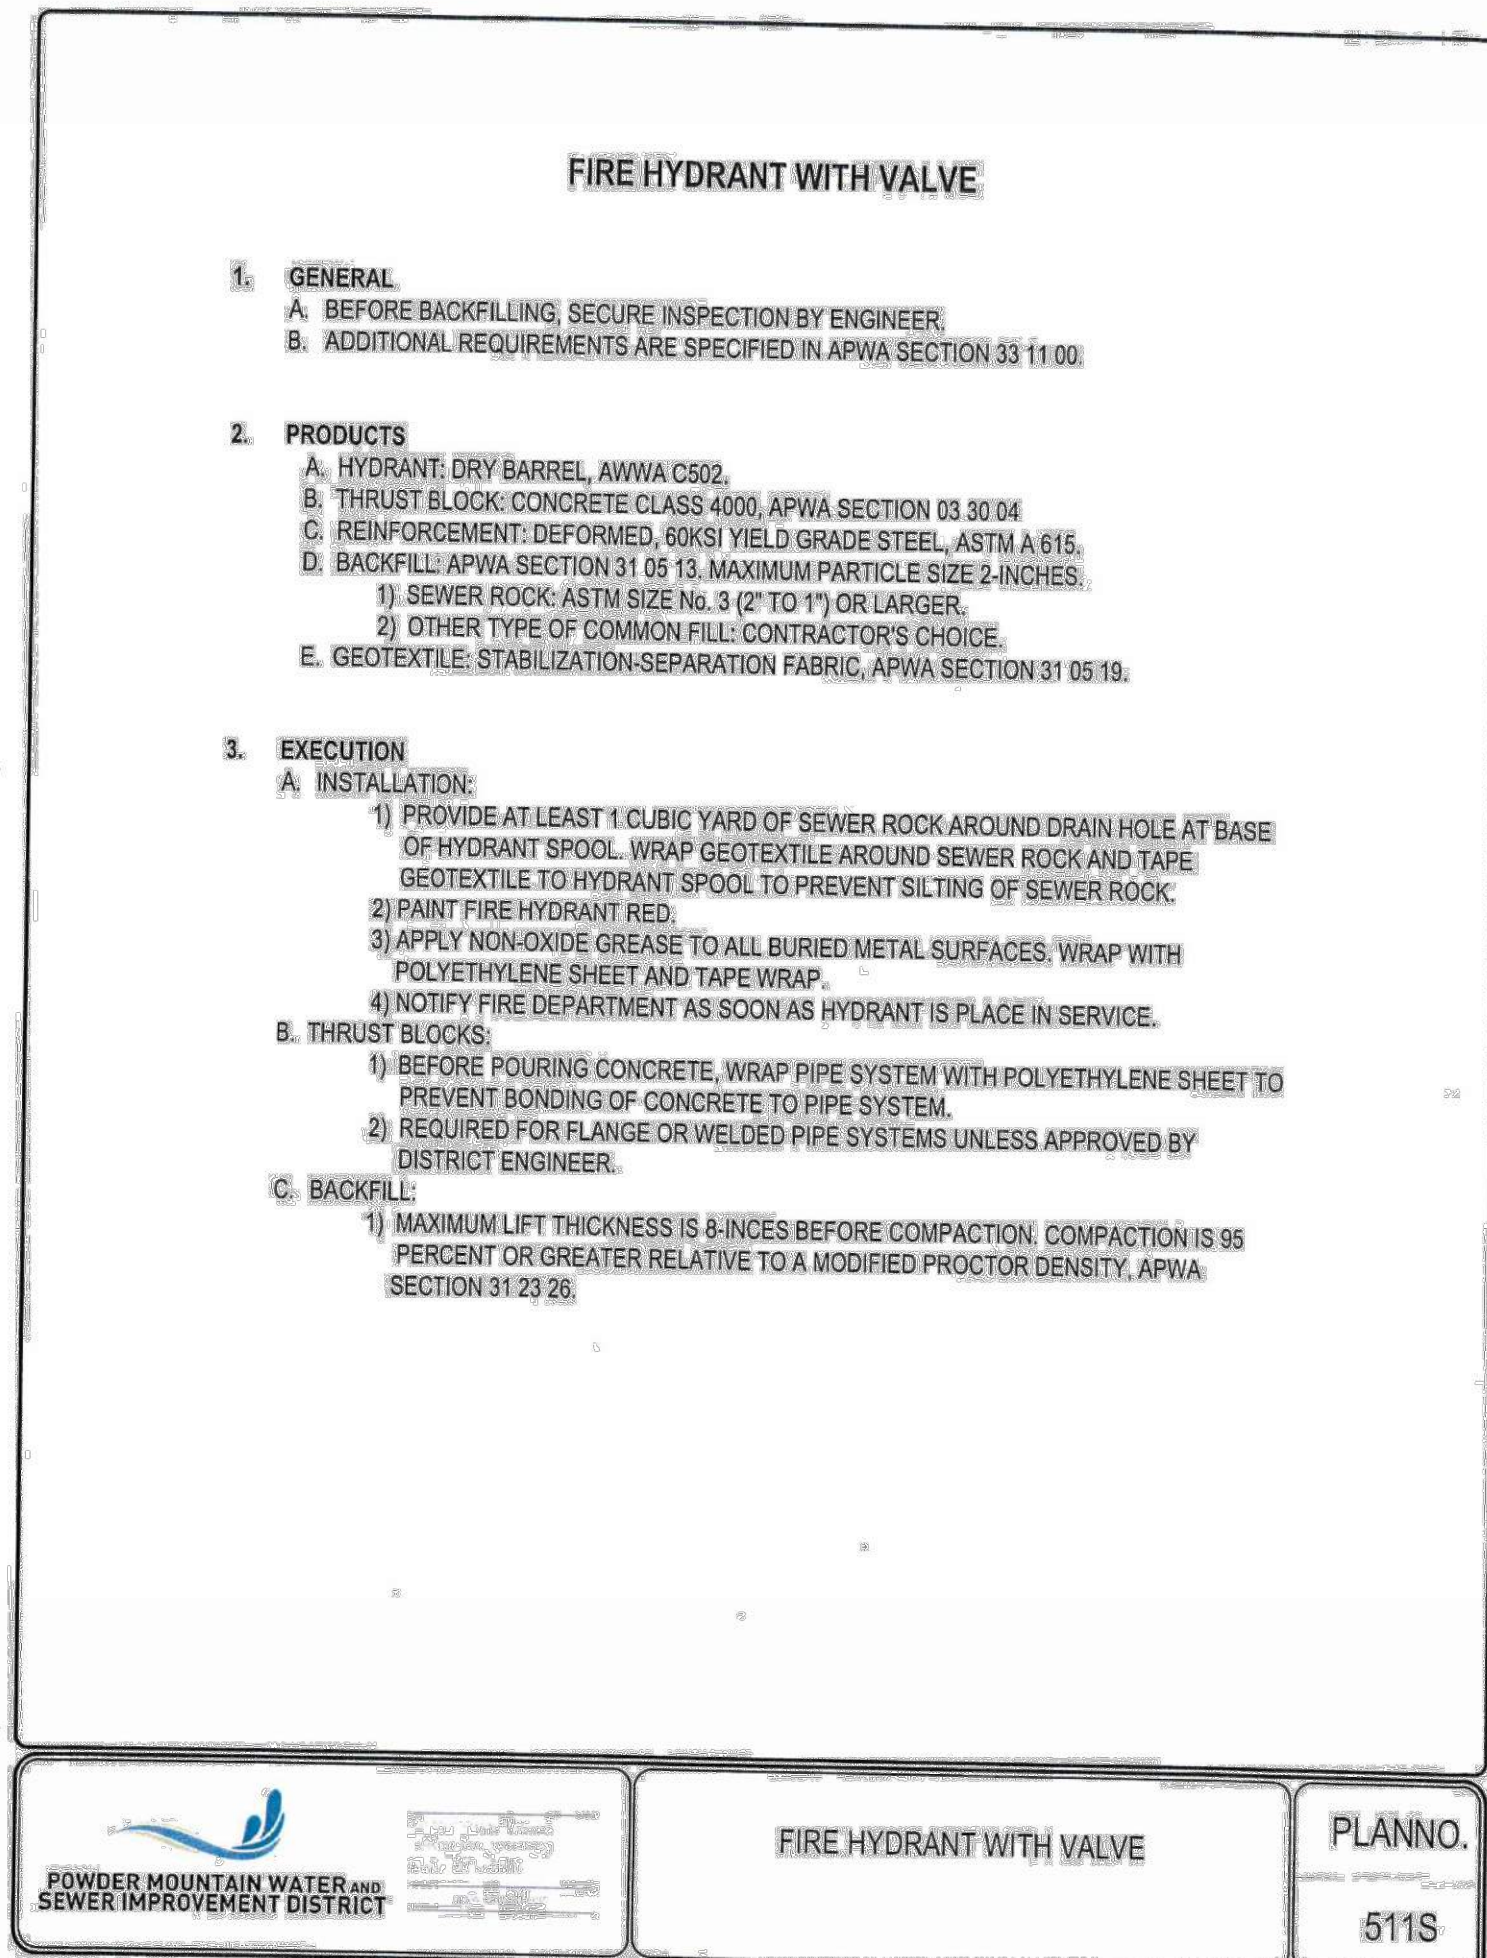 FIRE HYDRANT WITH VALVE
1. GENERAL
A. BEFORE BACKFILLING, SECURE INSPECTION BY ENGINEER.
B. ADDITIONAL REQUIREMENTS ARE SPECIFIED IN APWA SECTION 33 11 00.
2. PRODUCTS
A. HYDRANT: DRY BARREL, AWWA C502.
B. THRUST BLOCK: CONCRETE CLASS 4000, APWA SECTION 03 30 04
C. REINFORCEMENT: DEFORMED, 60KSI YIELD GRADE STEEL, ASTM A 615.
D. BACKFILL: APWA SECTION 31 05 13. MAXIMUM PARTICLE SIZE 2-INCHES.
1) SEWER ROCK: ASTM SIZE No. 3 (2" TO 1") OR LARGER.
2) OTHER TYPE OF COMMON FILL: CONTRACTOR'S CHOICE.
E. GEOTEXTILE: STABILIZATION-SEPARATION FABRIC, APWA SECTION 31 05 19.
3. EXECUTION
A. INSTALLATION:
1) PROVIDE AT LEAST 1 CUBIC YARD OF SEWER ROCK AROUND DRAIN HOLE AT BASE
OF HYDRANT SPOOL. WRAP GEOTEXTILE AROUND SEWER ROCK AND TAPE
GEOTEXTILE TO HYDRANT SPOOL TO PREVENT SILTING OF SEWER ROCK.
2) PAINT FIRE HYDRANT RED.
3) APPLY NON-OXIDE GREASE TO ALL BURIED METAL SURFACES. WRAP WITH
POLYETHYLENE SHEET AND TAPE WRAP.
4) NOTIFY FIRE DEPARTMENT AS SOON AS HYDRANT IS PLACE IN SERVICE.
B. THRUST BLOCKS:
1) BEFORE POURING CONCRETE, WRAP PIPE SYSTEM WITH POLYETHYLENE SHEET TO
PREVENT BONDING OF CONCRETE TO PIPE SYSTEM.
2) REQUIRED FOR FLANGE OR WELDED PIPE SYSTEMS UNLESS APPROVED BY
DISTRICT ENGINEER.
C. BACKFILL:
1) MAXIMUM LIFT THICKNESS IS 8-INCES BEFORE COMPACTION. COMPACTION IS 95
PERCENT OR GREATER RELATIVE TO A MODIFIED PROCTOR DENSITY, APWA
SECTION 31 23 26.
POWDER MOUNTAIN WATER AND
SEWER IMPROVEMENT DISTRICT
FIRE HYDRANT WITH VALVE
PLANNO.
511S